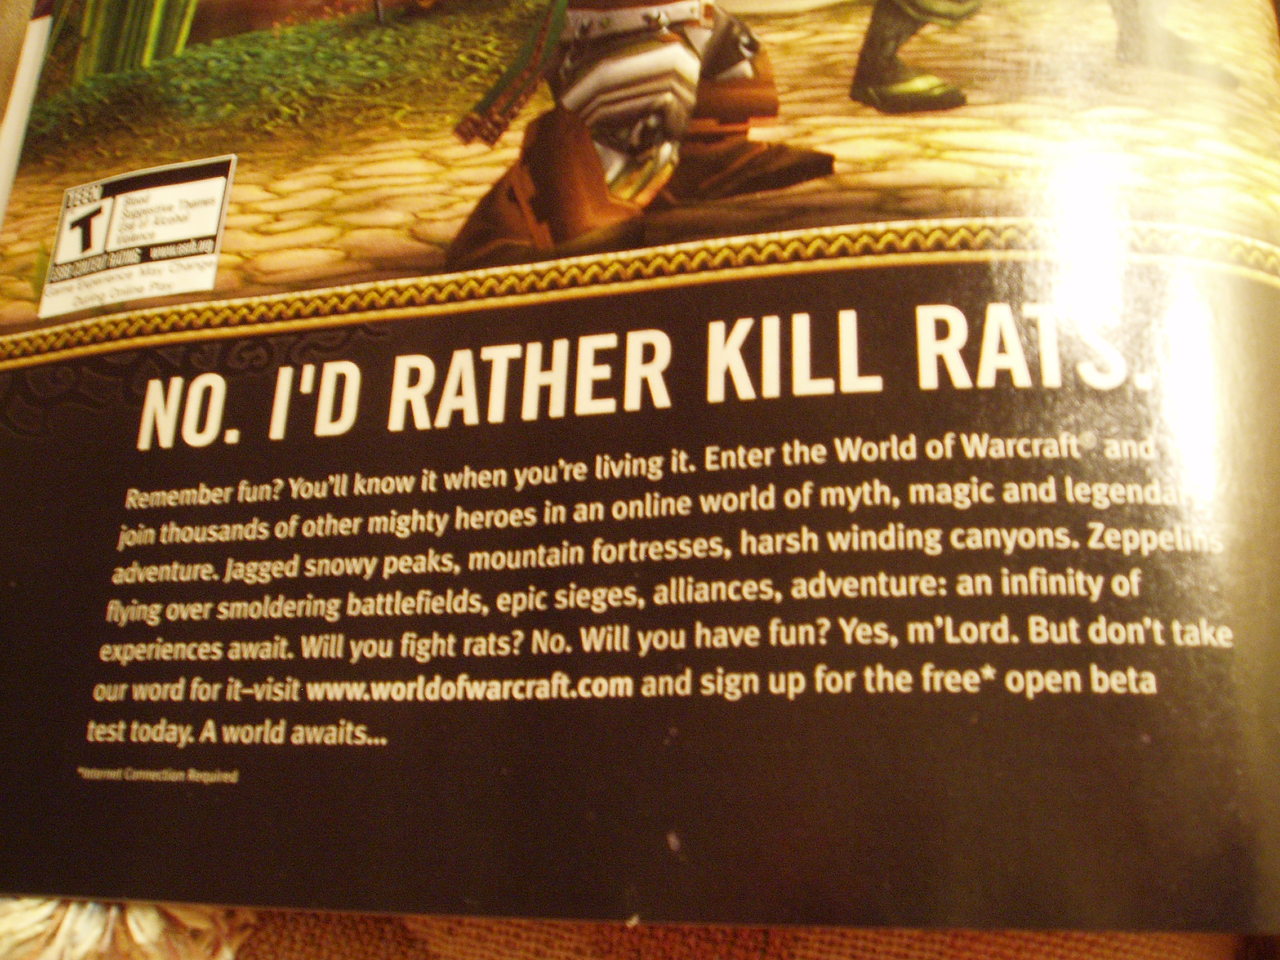 T
Blood
Suggestive Themes
Use of Alcohol
Violence
ESRB CONTENT RATING www.esrb.org
Game Experience May Change
During Online Play
NO. I'D RATHER KILL RATS.
Remember fun? You'll know it when you're living it. Enter the World of Warcraft® and
join thousands of other mighty heroes in an online world of myth, magic and legendary
adventure. Jagged snowy peaks, mountain fortresses, harsh winding canyons. Zeppelins
flying over smoldering battlefields, epic sieges, alliances, adventure: an infinity of
experiences await. Will you fight rats? No. Will you have fun? Yes, m'Lord. But don't take
our word for it–visit www.worldofwarcraft.com and sign up for the free* open beta
test today. A world awaits...
*Internet Connection Required